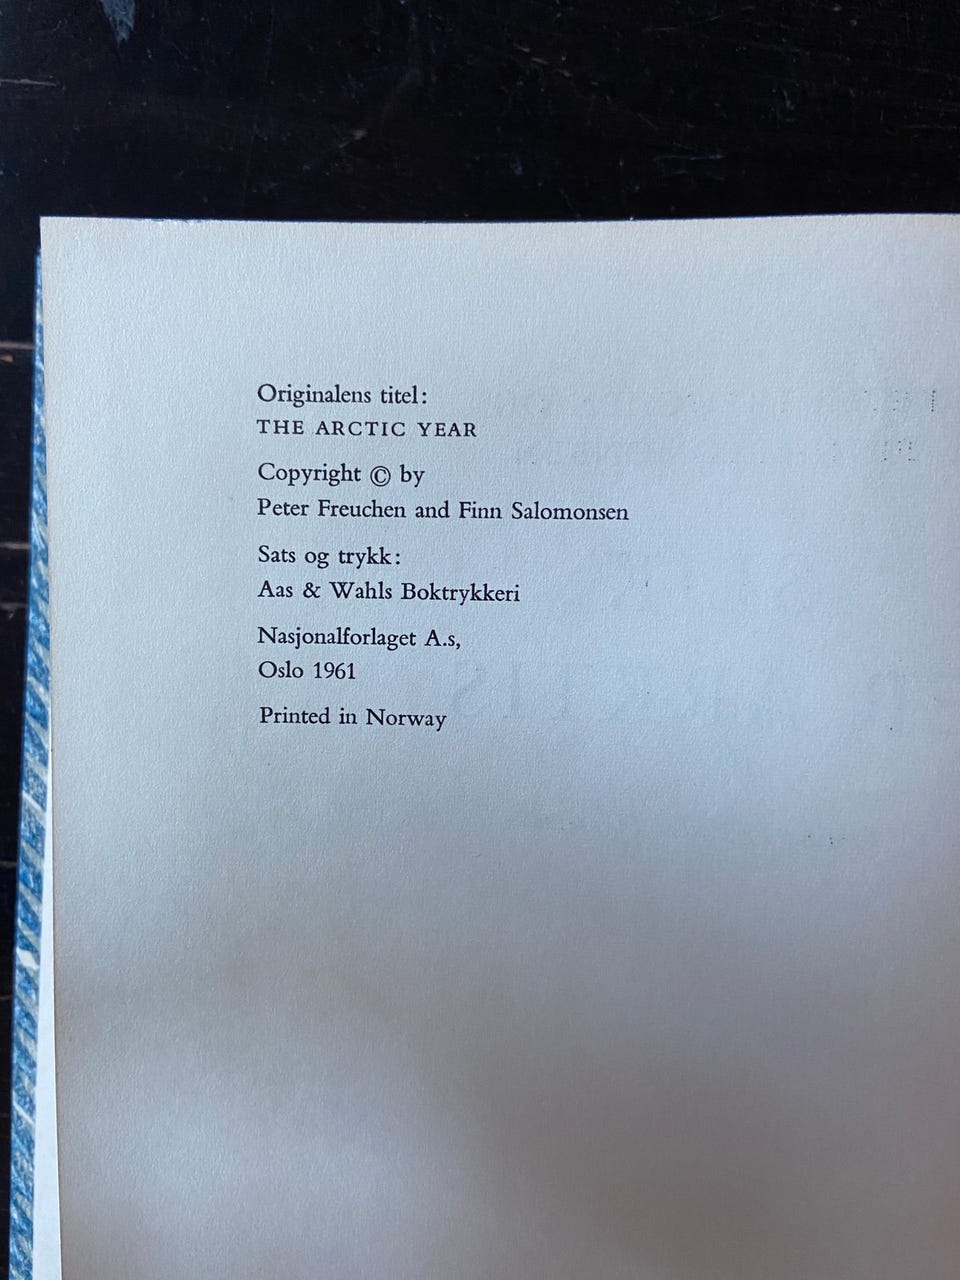 Originalens titel:
THE ARCTIC YEAR
Copyright © by
Peter Freuchen and Finn Salomonsen
Sats og trykk:
Aas & Wahls Boktrykkeri
Nasjonalforlaget A.s,
Oslo 1961
Printed in Norway